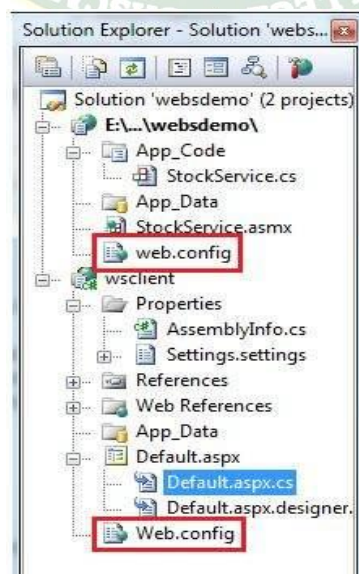 Solution Explorer - Solution 'webs...
Solution 'websdemo' (2 projects)
E:\...\websdemo\
App_Code
StockService.cs
App_Data
StockService.asmx
web.config
wsclient
Properties
AssemblyInfo.cs
Settings.settings
References
Web References
App_Data
Default.aspx
Default.aspx.cs
Default.aspx.designer.
Web.config